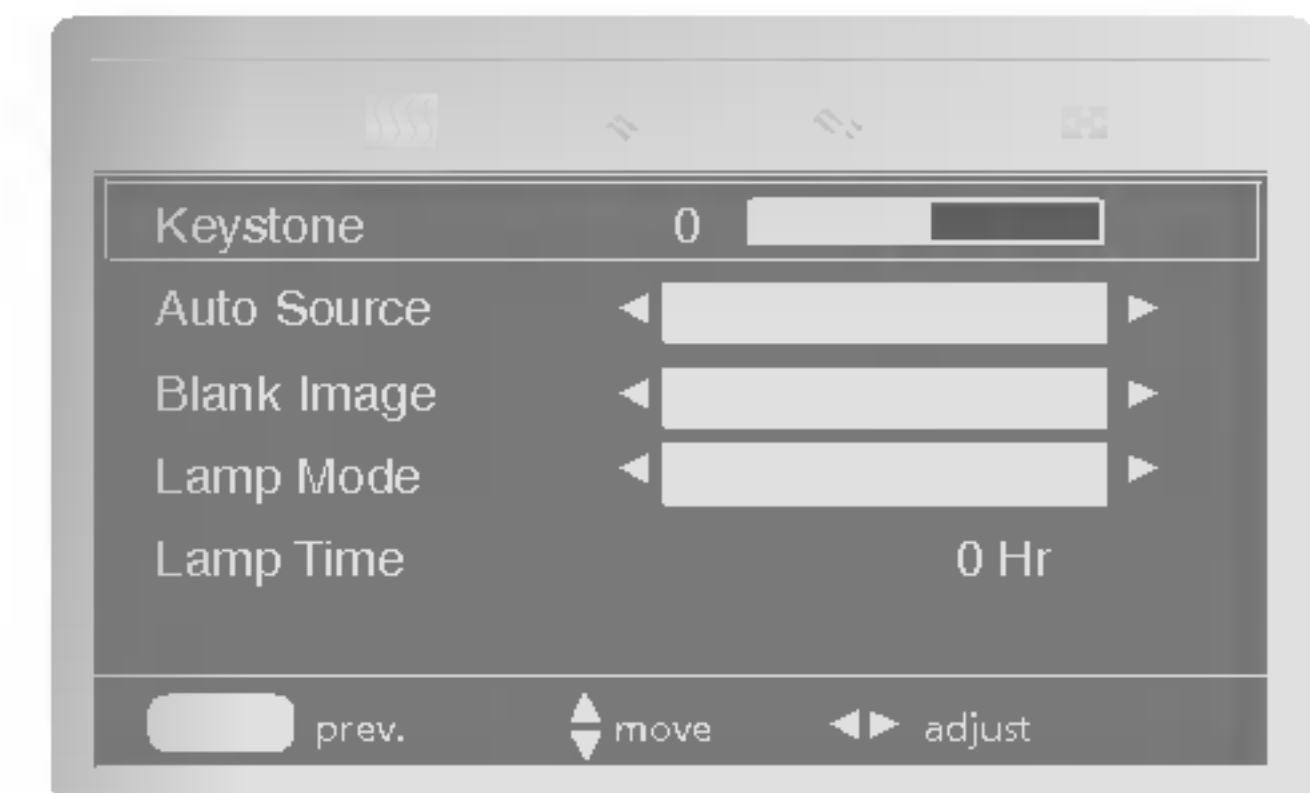 Keystone 0
Auto Source
Blank Image
Lamp Mode
Lamp Time 0 Hr
prev. move adjust